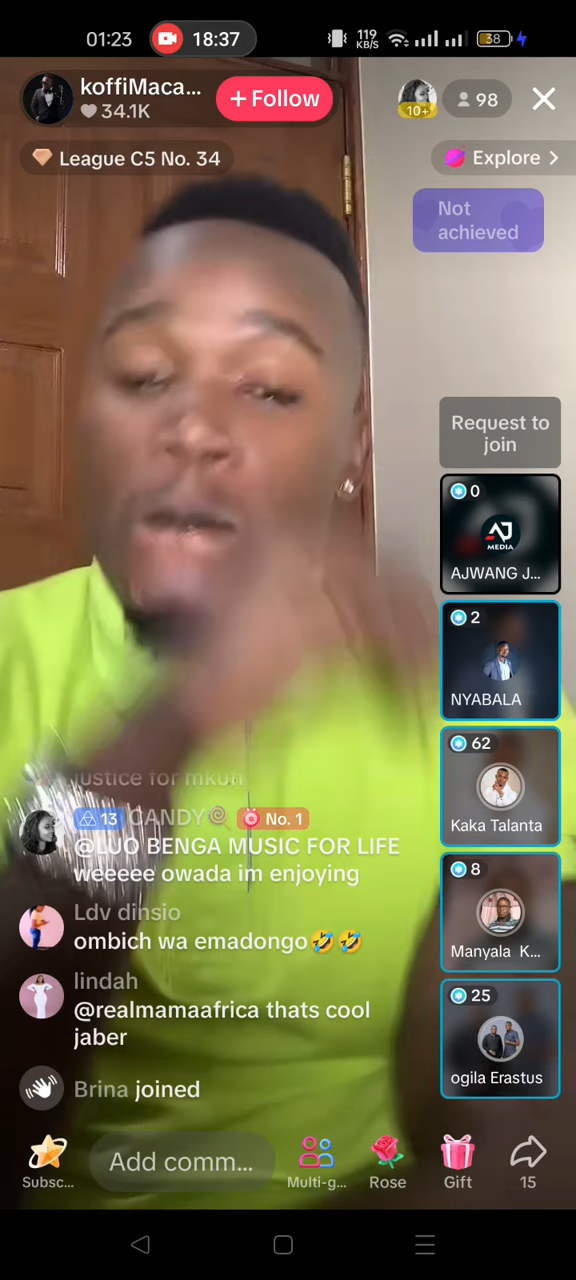 01:23
18:37
119
KB/S
38
koffiMaca...
+ Follow
34.1K
10+
98
League C5 No. 34
Explore >
Not
achieved
Request to
join
0
AJ
MEDIA
AJWANG J...
2
NYABALA
62
Kaka Talanta
8
Manyala K...
25
ogila Erastus
justice for mkuti
13 CANDY🍭 No. 1
@LUO BENGA MUSIC FOR LIFE
weeeee owada im enjoying
Ldv dinsio
ombich wa emadongo🤣🤣
lindah
@realmamaafrica thats cool
jaber
Brina joined
Subsc...
Add comm...
Multi-g...
Rose
Gift
15